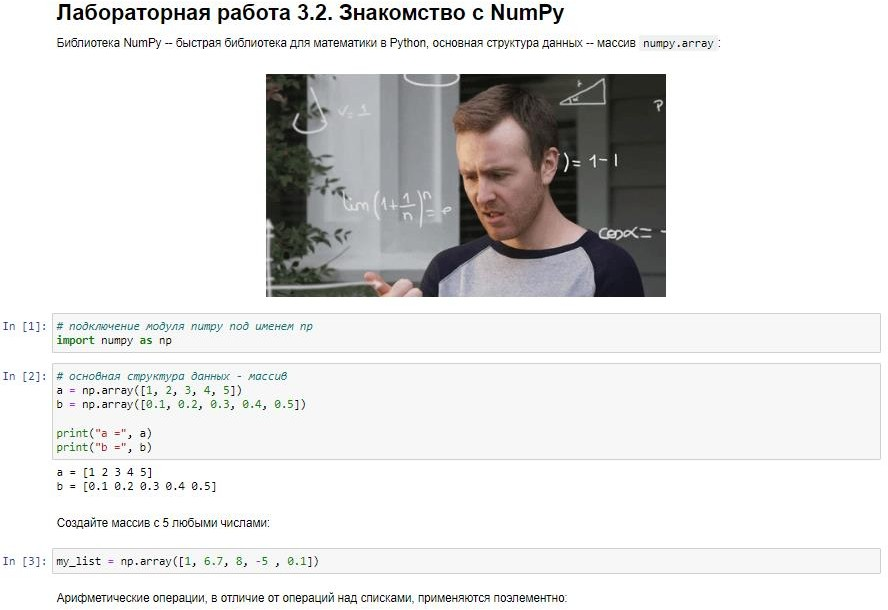 Лабораторная работа 3.2. Знакомство с NumPy
Библиотека NumPy -- быстрая библиотека для математики в Python, основная структура данных -- массив numpy.array :
v=1
P
)= 1-1
lim(1+1/n)^n=e
cosα= -
In [1]: # подключение модуля numpy под именем np
import numpy as np
In [2]: # основная структура данных - массив
a = np.array([1, 2, 3, 4, 5])
b = np.array([0.1, 0.2, 0.3, 0.4, 0.5])
print("a =", a)
print("b =", b)
a = [1 2 3 4 5]
b = [0.1 0.2 0.3 0.4 0.5]
Создайте массив с 5 любыми числами:
In [3]: my_list = np.array([1, 6.7, 8, -5 , 0.1])
Арифметические операции, в отличие от операций над списками, применяются поэлементно: